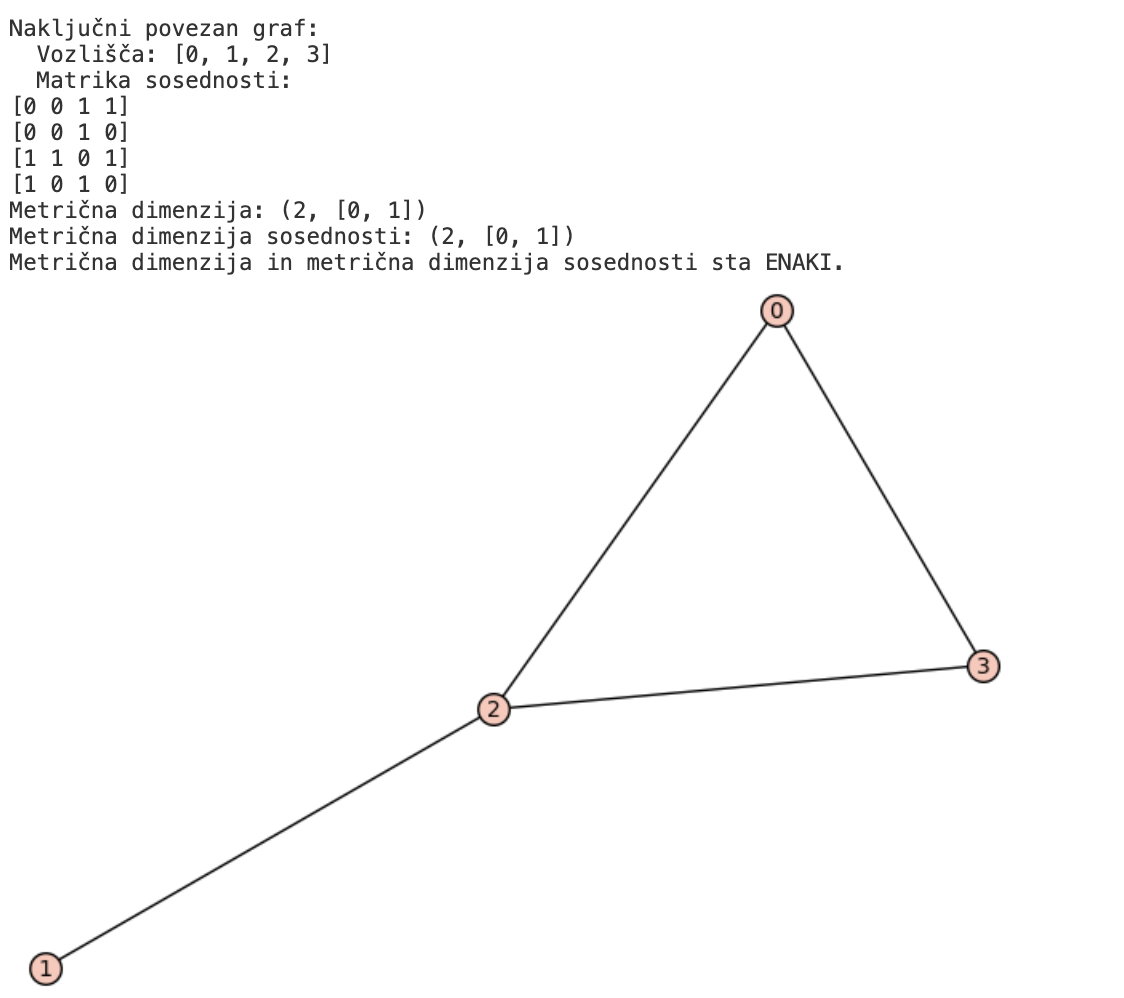 Naključni povezan graf:
  Vozlišča: [0, 1, 2, 3]
  Matrika sosednosti:
[0 0 1 1]
[0 0 1 0]
[1 1 0 1]
[1 0 1 0]
Metrična dimenzija: (2, [0, 1])
Metrična dimenzija sosednosti: (2, [0, 1])
Metrična dimenzija in metrična dimenzija sosednosti sta ENAKI.
0
3
2
1